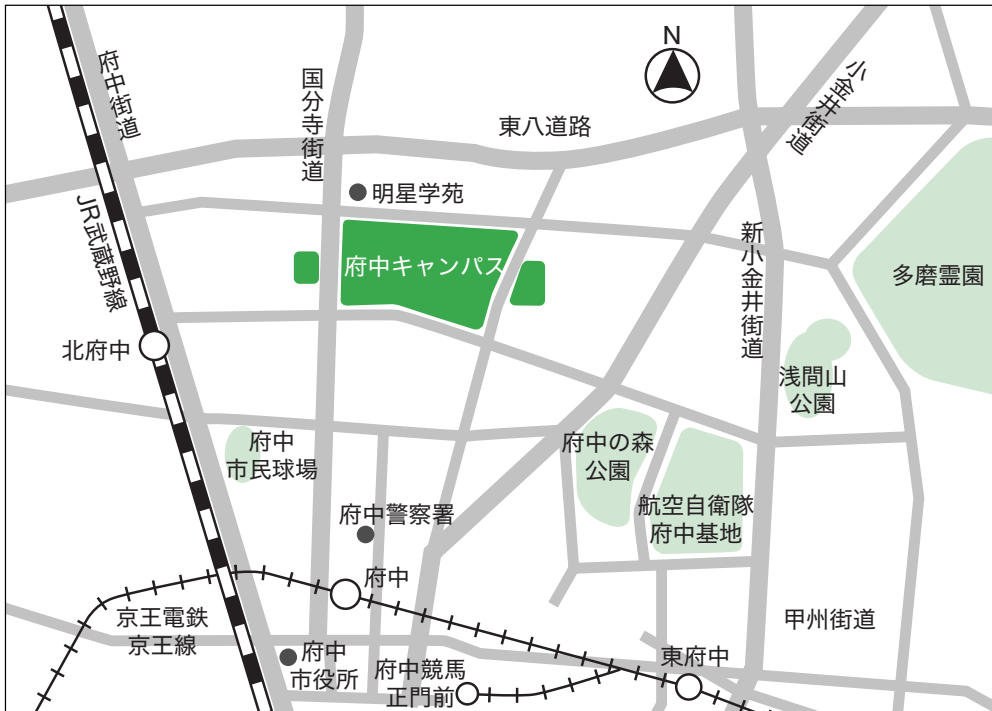 N
府中街道
国分寺街道
東八道路
小金井街道
明星学苑
JR武蔵野線
府中キャンパス
新小金井街道
多磨霊園
北府中
浅間山
公園
府中
市民球場
府中の森
公園
航空自衛隊
府中基地
府中警察署
府中
京王電鉄
京王線
甲州街道
府中
市役所
府中競馬
正門前
東府中